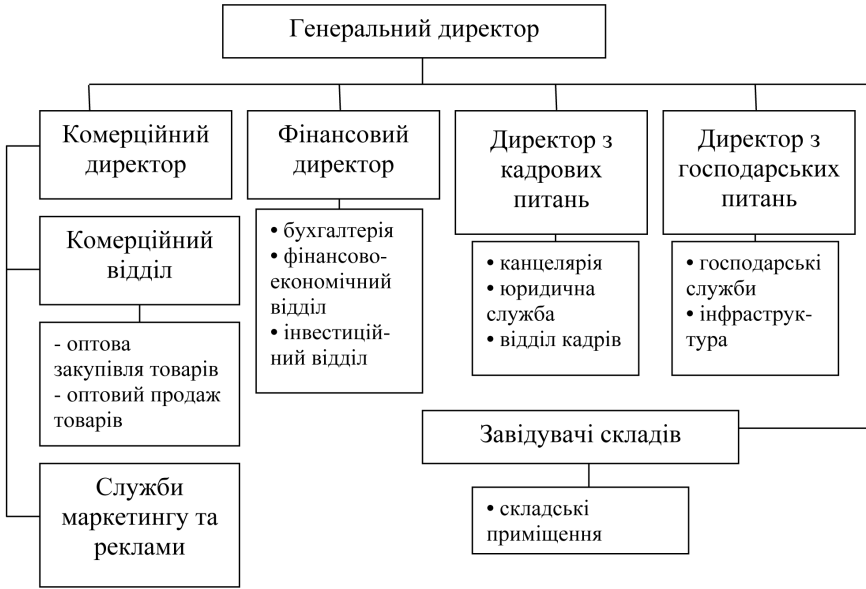 Генеральний директор
Комерційний
директор
Фінансовий
директор
Директор з
кадрових
питань
Директор з
господарських
питань
Комерційний
відділ
• бухгалтерія
• фінансово-
економічний
відділ
• інвестицій-
ний відділ
• канцелярія
• юридична
служба
• відділ кадрів
• господарські
служби
• інфраструк-
тура
- оптова
закупівля товарів
- оптовий продаж
товарів
Завідувачі складів
Служби
маркетингу та
реклами
• складські
приміщення